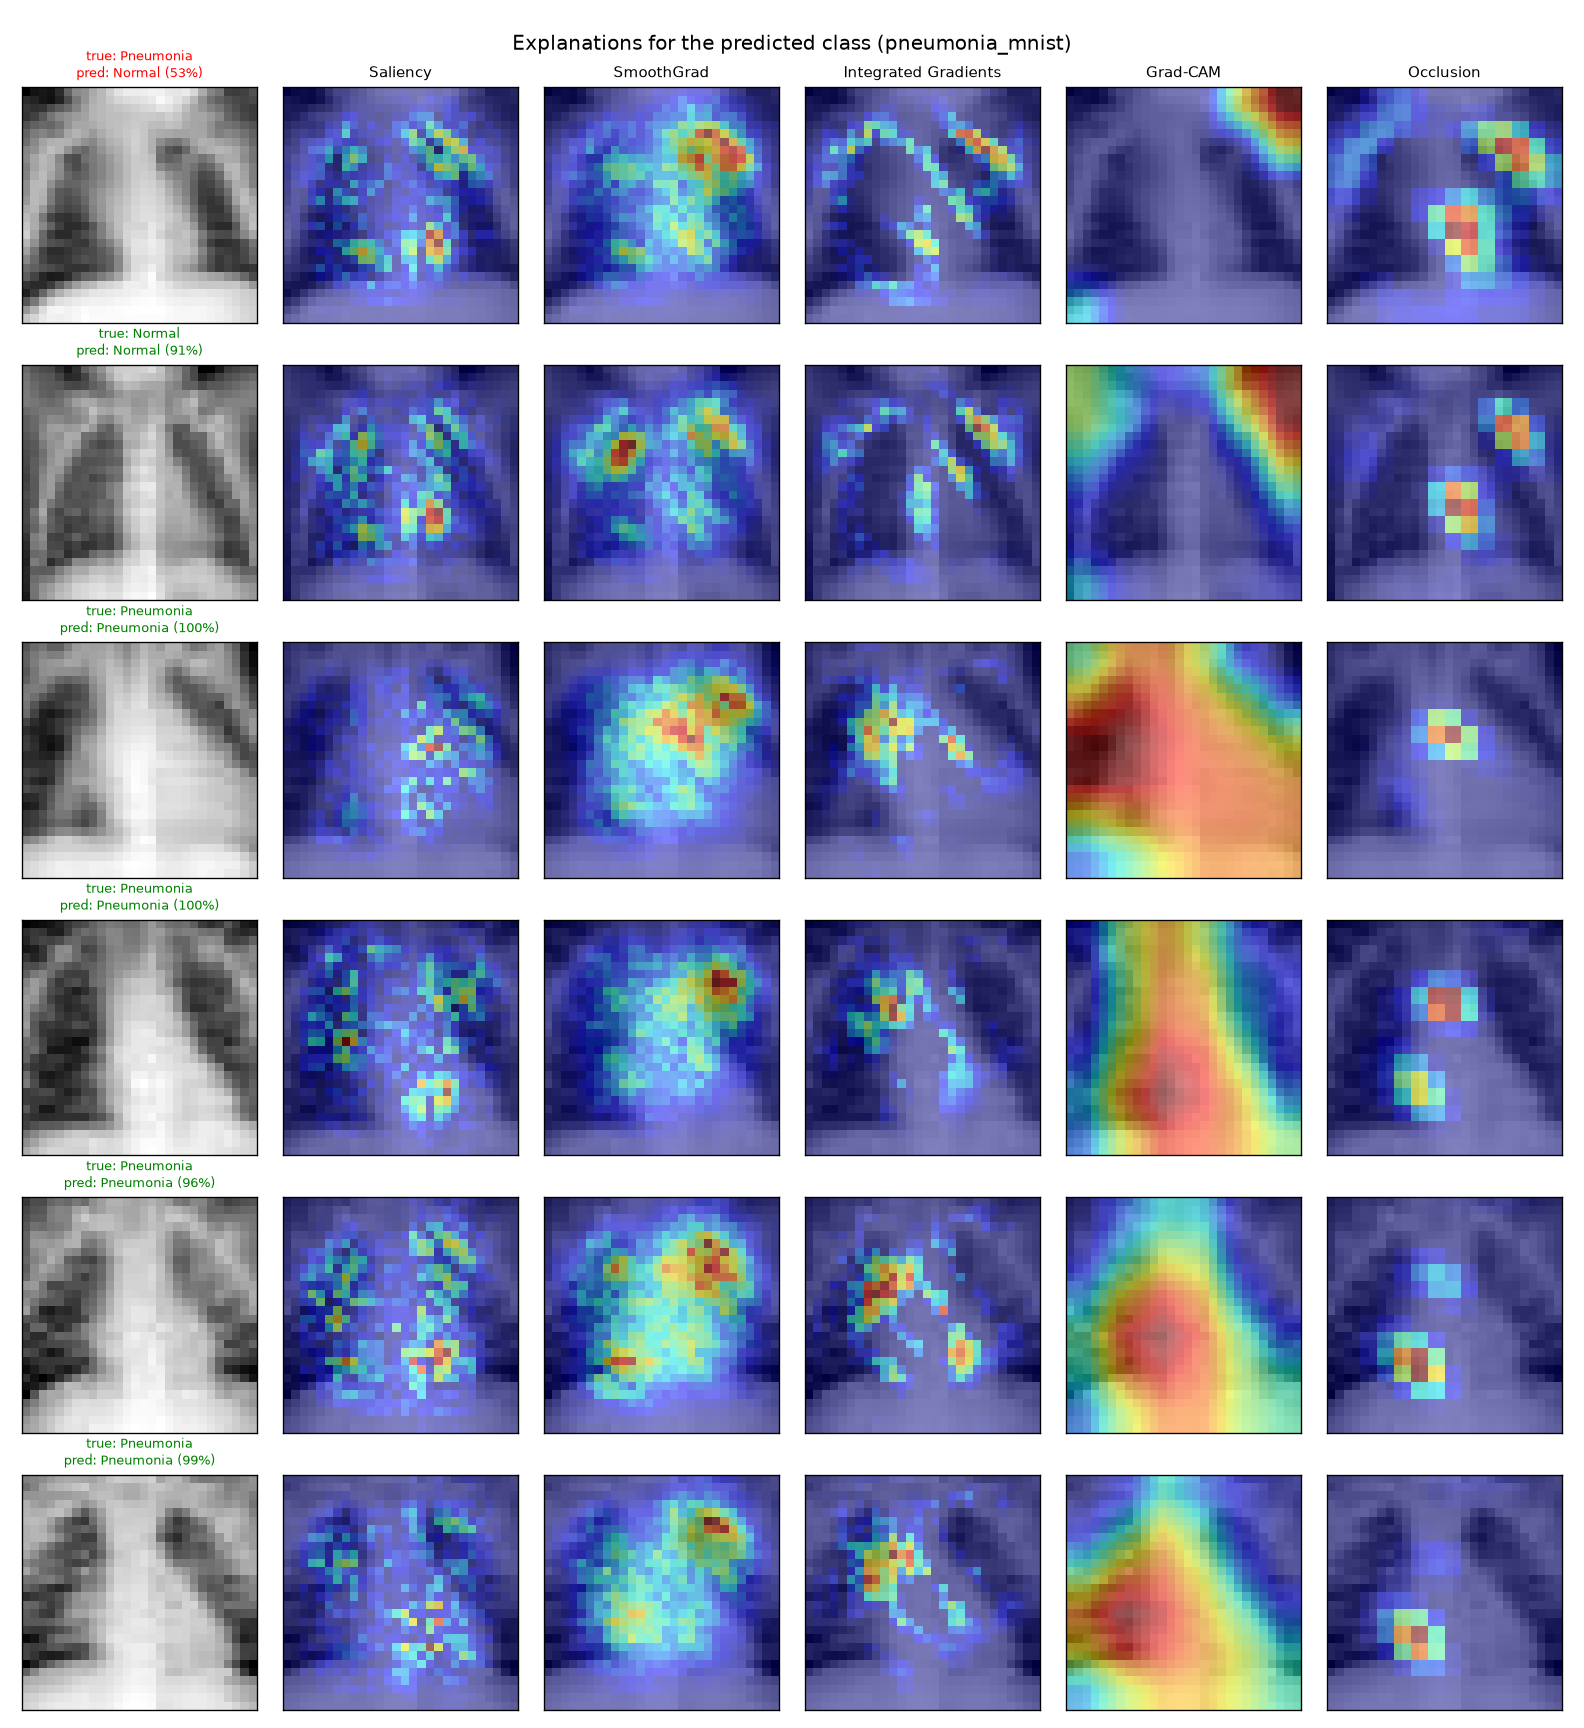 Explanations for the predicted class (pneumonia_mnist)
true: Pneumonia
pred: Normal (53%)
Saliency
SmoothGrad
Integrated Gradients
Grad-CAM
Occlusion
true: Normal
pred: Normal (91%)
true: Pneumonia
pred: Pneumonia (100%)
true: Pneumonia
pred: Pneumonia (100%)
true: Pneumonia
pred: Pneumonia (96%)
true: Pneumonia
pred: Pneumonia (99%)